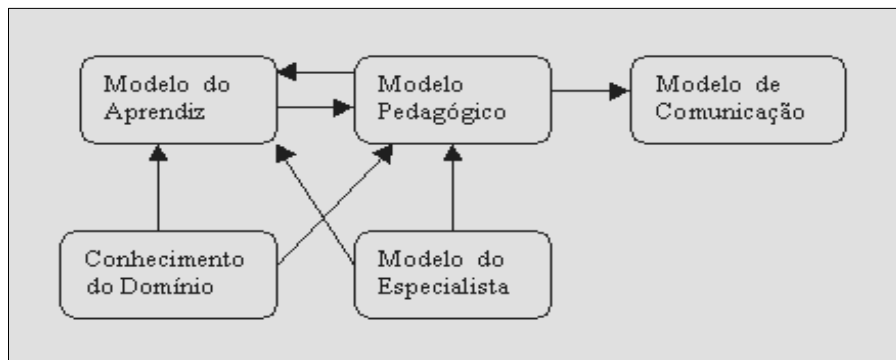 Modelo do
Aprendiz
Modelo
Pedagógico
Modelo de
Comunicação
Conhecimento
do Domínio
Modelo do
Especialista